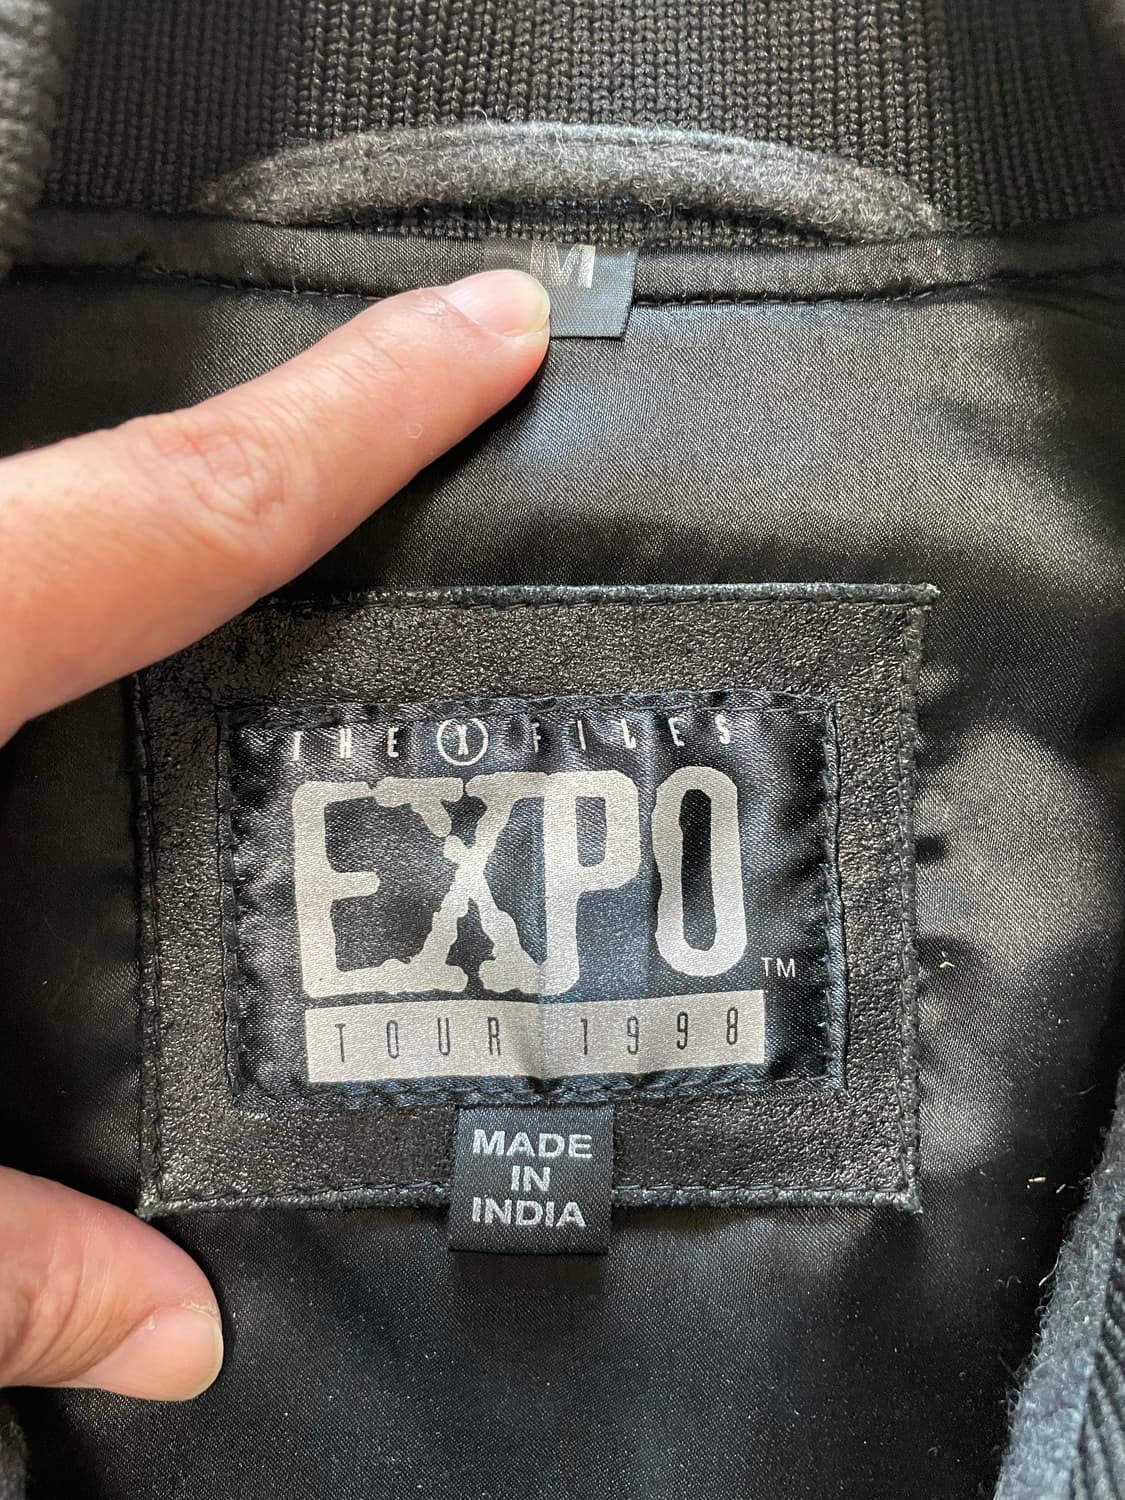 M
THE X FILES
EXPO
TM
TOUR 1998
MADE
IN
INDIA